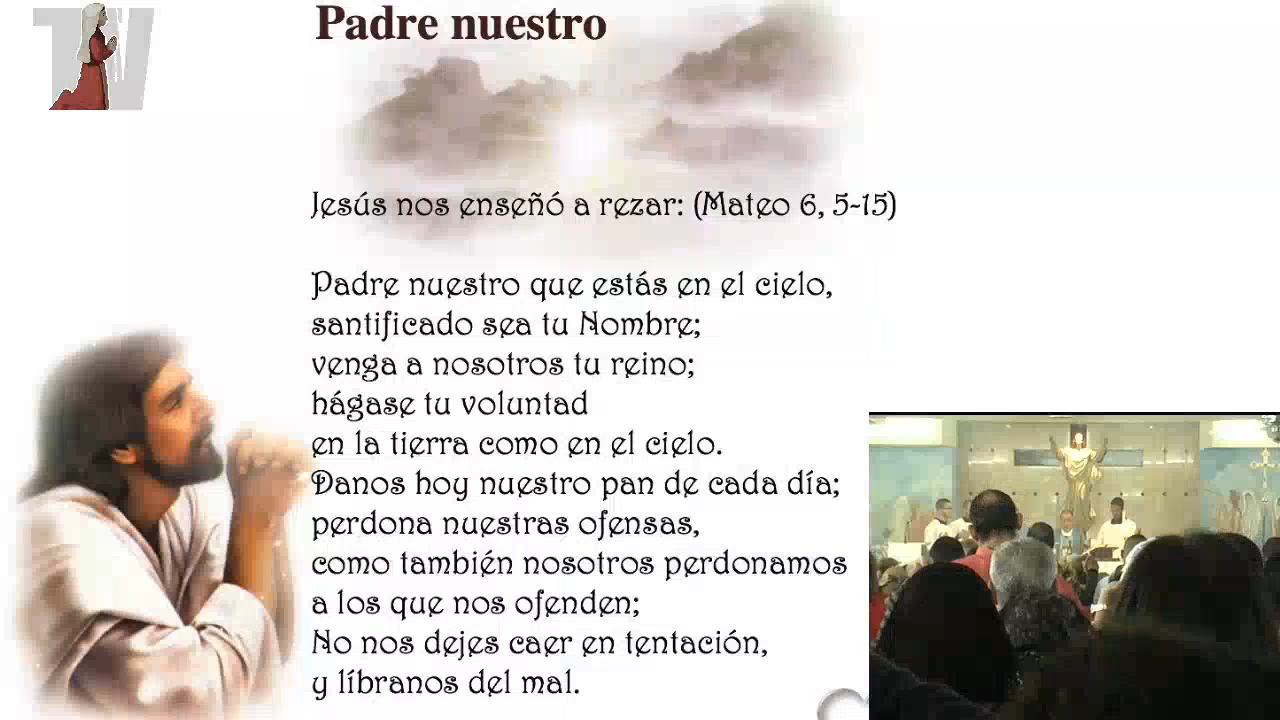 Padre nuestro
Jesús nos enseñó a rezar: (Mateo 6, 5-15)
Padre nuestro que estás en el cielo,
santificado sea tu Nombre;
venga a nosotros tu reino;
hágase tu voluntad
en la tierra como en el cielo.
Danos hoy nuestro pan de cada día;
perdona nuestras ofensas,
como también nosotros perdonamos
a los que nos ofenden;
No nos dejes caer en tentación,
y líbranos del mal.